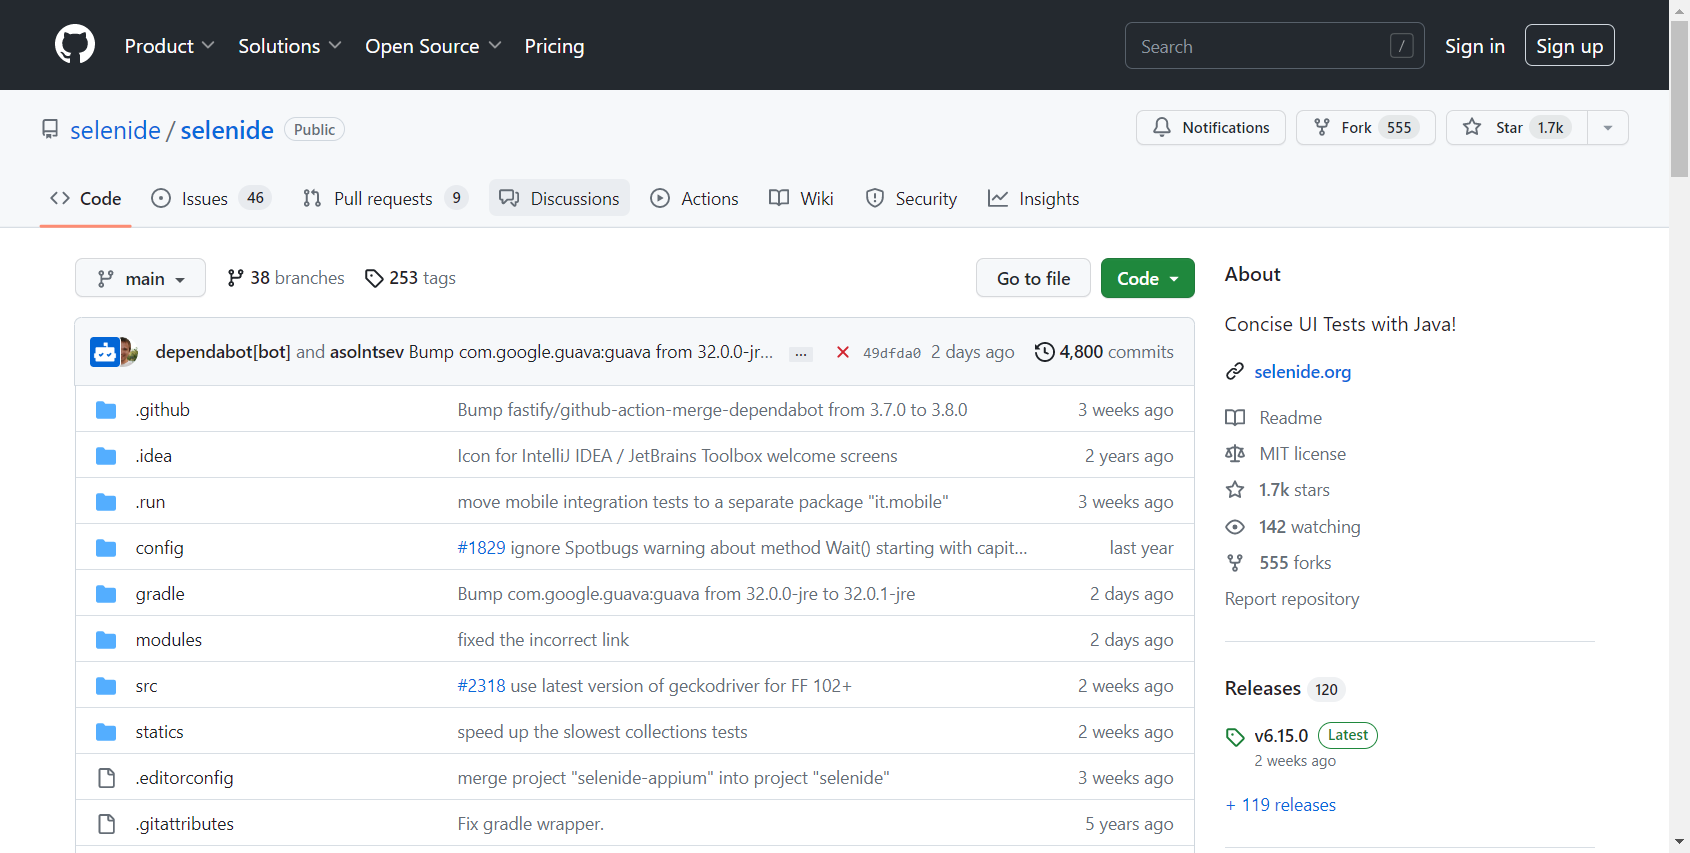 Product Solutions Open Source Pricing Search / Sign in Sign up
selenide / selenide Public Notifications Fork 555 Star 1.7k
Code Issues 46 Pull requests 9 Discussions Actions Wiki Security Insights
main 38 branches 253 tags Go to file Code
dependabot[bot] and asolntsev Bump com.google.guava:guava from 32.0.0-jr... ... 49dfda0 2 days ago 4,800 commits
.github Bump fastify/github-action-merge-dependabot from 3.7.0 to 3.8.0 3 weeks ago
.idea Icon for IntelliJ IDEA / JetBrains Toolbox welcome screens 2 years ago
.run move mobile integration tests to a separate package "it.mobile" 3 weeks ago
config #1829 ignore Spotbugs warning about method Wait() starting with capit... last year
gradle Bump com.google.guava:guava from 32.0.0-jre to 32.0.1-jre 2 days ago
modules fixed the incorrect link 2 days ago
src #2318 use latest version of geckodriver for FF 102+ 2 weeks ago
statics speed up the slowest collections tests 2 weeks ago
.editorconfig merge project "selenide-appium" into project "selenide" 3 weeks ago
.gitattributes Fix gradle wrapper. 5 years ago
About
Concise UI Tests with Java!
selenide.org
Readme
MIT license
1.7k stars
142 watching
555 forks
Report repository
Releases 120
v6.15.0 Latest
2 weeks ago
+ 119 releases